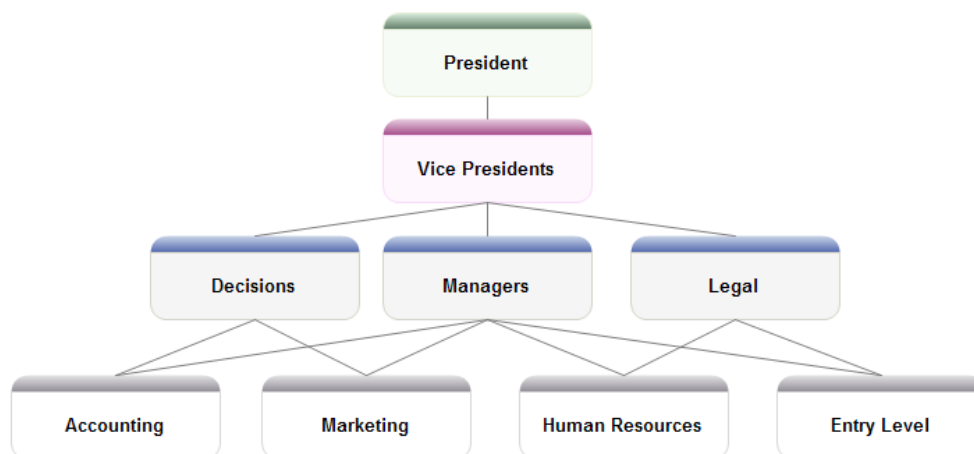 President
Vice Presidents
Decisions
Managers
Legal
Accounting
Marketing
Human Resources
Entry Level